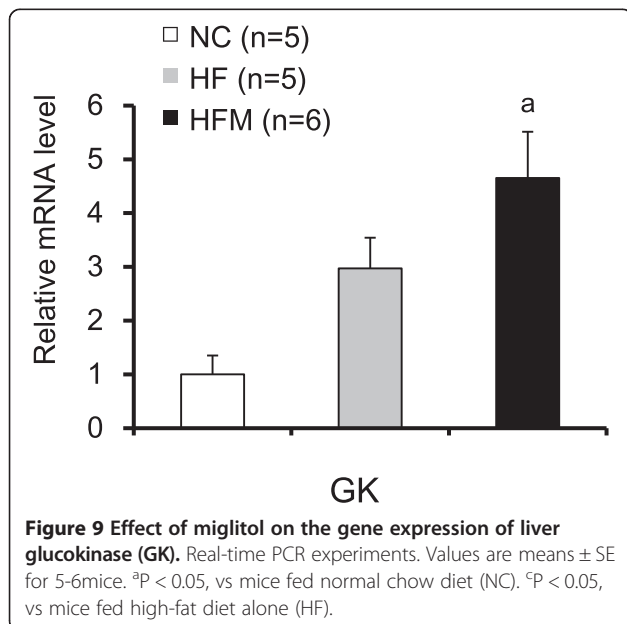 NC (n=5)
HF (n=5)
HFM (n=6)
a
6
5
4
3
2
1
0
Relative mRNA level
GK
Figure 9 Effect of miglitol on the gene expression of liver
glucokinase (GK). Real-time PCR experiments. Values are means ± SE
for 5-6mice. ᵃP < 0.05, vs mice fed normal chow diet (NC). ᶜP < 0.05,
vs mice fed high-fat diet alone (HF).